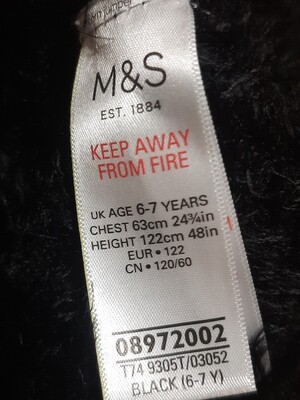 M&S
EST. 1884
KEEP AWAY
FROM FIRE
UK AGE 6-7 YEARS
CHEST 63cm 24¾in
HEIGHT 122cm 48in
EUR • 122
CN • 120/60
08972002
T74 9305T/03052
BLACK (6-7 Y)